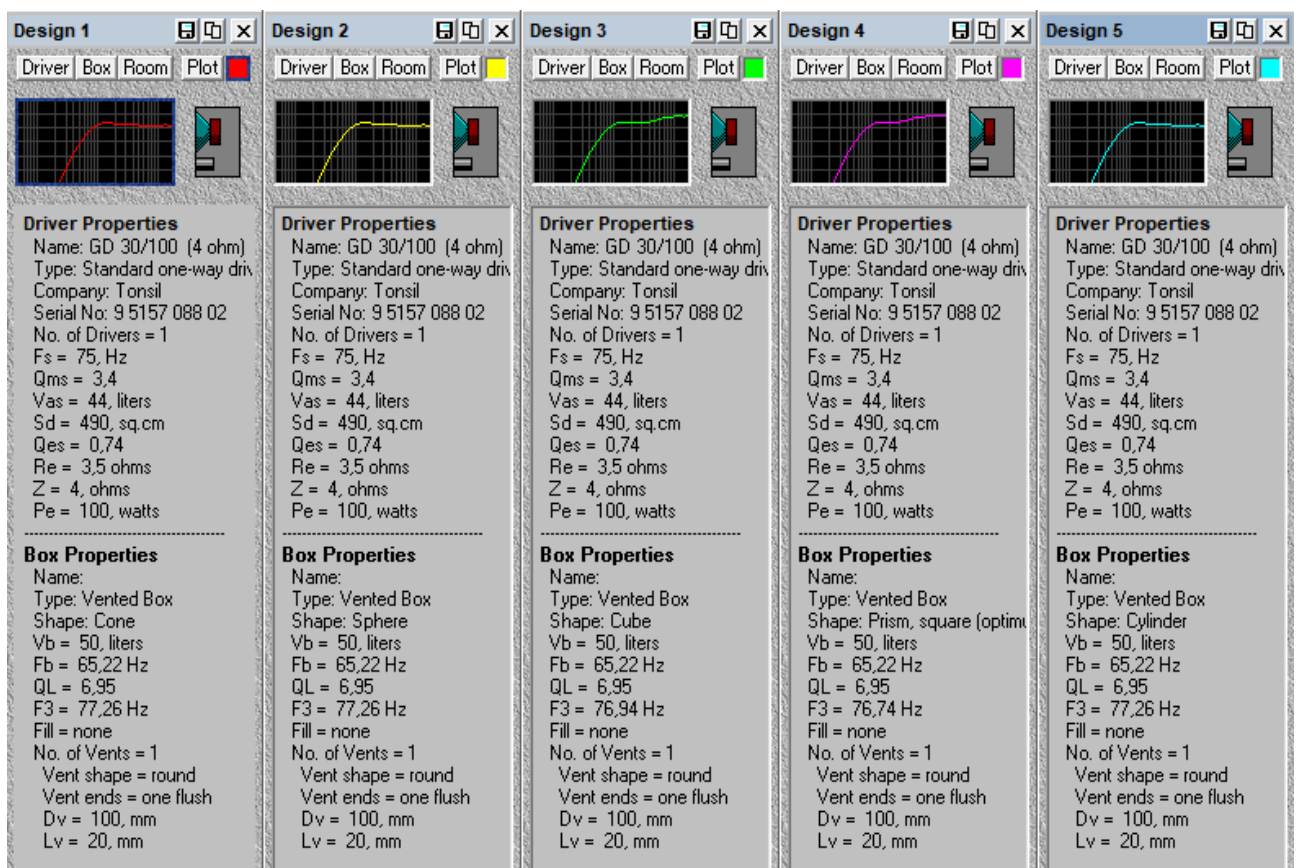 Design 1
Driver Box Room Plot
Driver Properties
Name: GD 30/100 (4 ohm)
Type: Standard one-way driv
Company: Tonsil
Serial No: 9 5157 088 02
No. of Drivers = 1
Fs = 75, Hz
Qms = 3,4
Vas = 44, liters
Sd = 490, sq.cm
Qes = 0,74
Re = 3,5 ohms
Z = 4, ohms
Pe = 100, watts
Box Properties
Name:
Type: Vented Box
Shape: Cone
Vb = 50, liters
Fb = 65,22 Hz
QL = 6,95
F3 = 77,26 Hz
Fill = none
No. of Vents = 1
Vent shape = round
Vent ends = one flush
Dv = 100, mm
Lv = 20, mm
Design 2
Driver Box Room Plot
Driver Properties
Name: GD 30/100 (4 ohm)
Type: Standard one-way driv
Company: Tonsil
Serial No: 9 5157 088 02
No. of Drivers = 1
Fs = 75, Hz
Qms = 3,4
Vas = 44, liters
Sd = 490, sq.cm
Qes = 0,74
Re = 3,5 ohms
Z = 4, ohms
Pe = 100, watts
Box Properties
Name:
Type: Vented Box
Shape: Sphere
Vb = 50, liters
Fb = 65,22 Hz
QL = 6,95
F3 = 77,26 Hz
Fill = none
No. of Vents = 1
Vent shape = round
Vent ends = one flush
Dv = 100, mm
Lv = 20, mm
Design 3
Driver Box Room Plot
Driver Properties
Name: GD 30/100 (4 ohm)
Type: Standard one-way driv
Company: Tonsil
Serial No: 9 5157 088 02
No. of Drivers = 1
Fs = 75, Hz
Qms = 3,4
Vas = 44, liters
Sd = 490, sq.cm
Qes = 0,74
Re = 3,5 ohms
Z = 4, ohms
Pe = 100, watts
Box Properties
Name:
Type: Vented Box
Shape: Cube
Vb = 50, liters
Fb = 65,22 Hz
QL = 6,95
F3 = 76,94 Hz
Fill = none
No. of Vents = 1
Vent shape = round
Vent ends = one flush
Dv = 100, mm
Lv = 20, mm
Design 4
Driver Box Room Plot
Driver Properties
Name: GD 30/100 (4 ohm)
Type: Standard one-way driv
Company: Tonsil
Serial No: 9 5157 088 02
No. of Drivers = 1
Fs = 75, Hz
Qms = 3,4
Vas = 44, liters
Sd = 490, sq.cm
Qes = 0,74
Re = 3,5 ohms
Z = 4, ohms
Pe = 100, watts
Box Properties
Name:
Type: Vented Box
Shape: Prism, square (optimu
Vb = 50, liters
Fb = 65,22 Hz
QL = 6,95
F3 = 76,74 Hz
Fill = none
No. of Vents = 1
Vent shape = round
Vent ends = one flush
Dv = 100, mm
Lv = 20, mm
Design 5
Driver Box Room Plot
Driver Properties
Name: GD 30/100 (4 ohm)
Type: Standard one-way driv
Company: Tonsil
Serial No: 9 5157 088 02
No. of Drivers = 1
Fs = 75, Hz
Qms = 3,4
Vas = 44, liters
Sd = 490, sq.cm
Qes = 0,74
Re = 3,5 ohms
Z = 4, ohms
Pe = 100, watts
Box Properties
Name:
Type: Vented Box
Shape: Cylinder
Vb = 50, liters
Fb = 65,22 Hz
QL = 6,95
F3 = 77,26 Hz
Fill = none
No. of Vents = 1
Vent shape = round
Vent ends = one flush
Dv = 100, mm
Lv = 20, mm